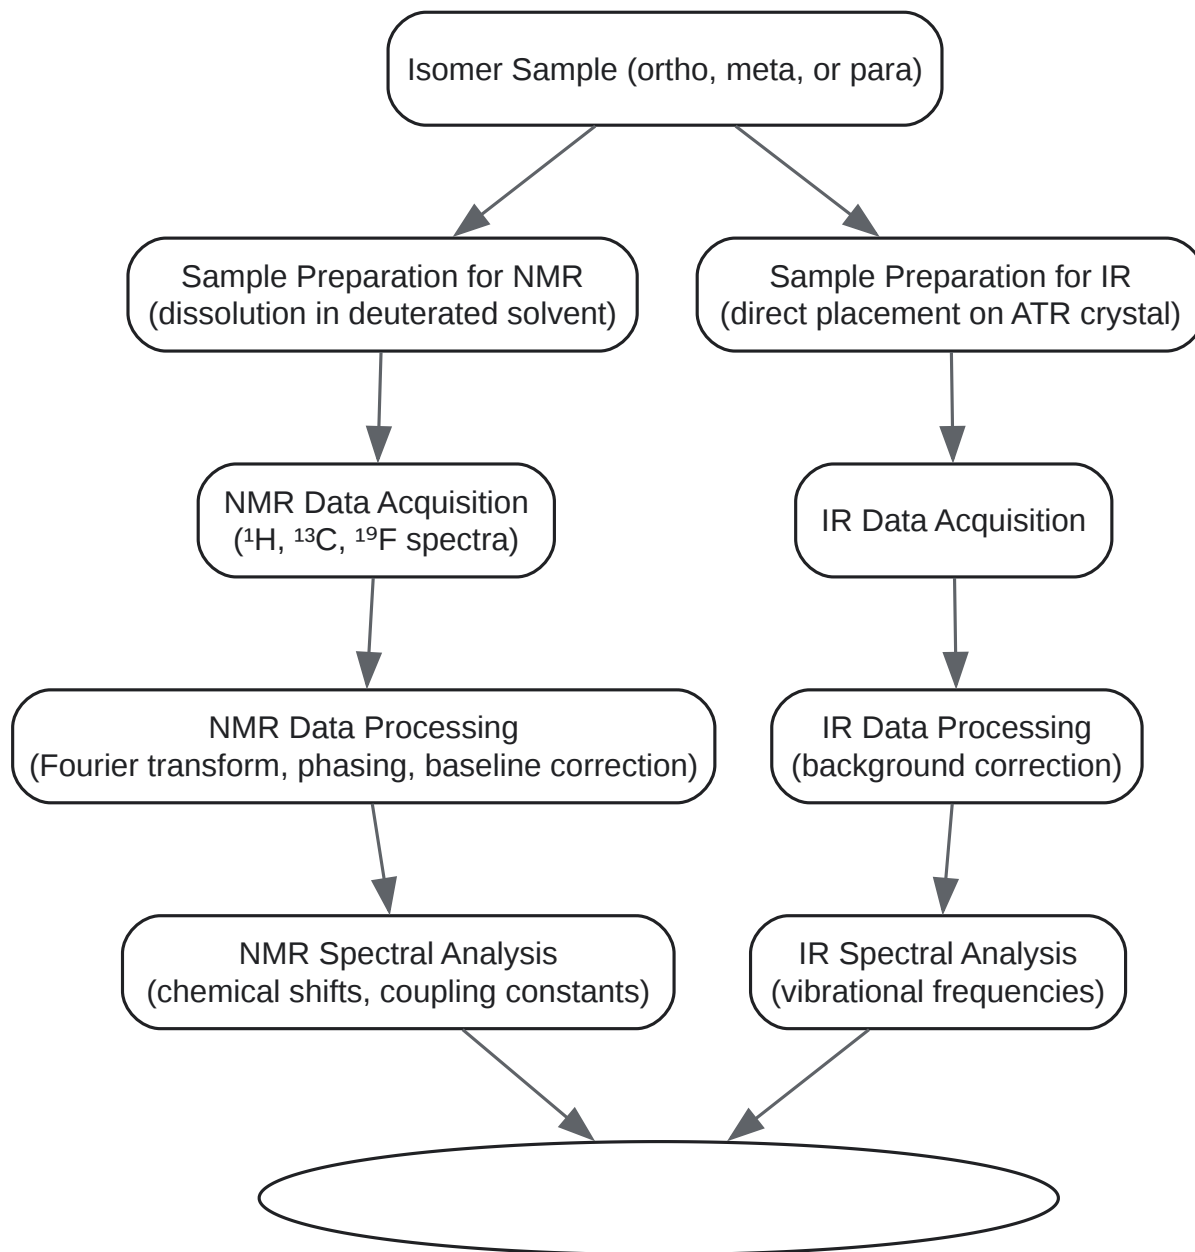 Isomer Sample (ortho, meta, or para)
Sample Preparation for NMR
(dissolution in deuterated solvent)
Sample Preparation for IR
(direct placement on ATR crystal)
NMR Data Acquisition
(¹H, ¹³C, ¹⁹F spectra)
IR Data Acquisition
NMR Data Processing
(Fourier transform, phasing, baseline correction)
IR Data Processing
(background correction)
NMR Spectral Analysis
(chemical shifts, coupling constants)
IR Spectral Analysis
(vibrational frequencies)